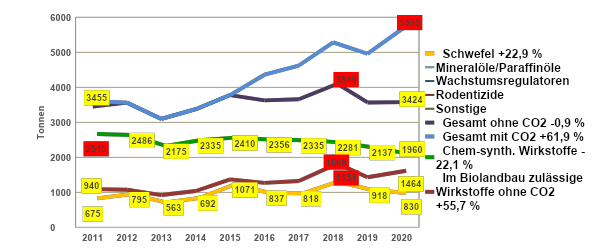 6000
5000
4000
3000
2000
1000
0
Tonnen
2011 2012 2013 2014 2015 2016 2017 2018 2019 2020
3455
3424
2486
2175
2335
2410
2356
2335
2281
2137
1960
940
1464
675
795
563
692
1071
837
818
1151
918
830
Schwefel +22,9 %
Mineralöle/Paraffinöle
Wachstumsregulatoren
Rodentizide
Sonstige
Gesamt ohne CO2 -0,9 %
Gesamt mit CO2 +61,9 %
Chem-synth. Wirkstoffe -
22,1 %
Im Biolandbau zulässige
Wirkstoffe ohne CO2
+55,7 %